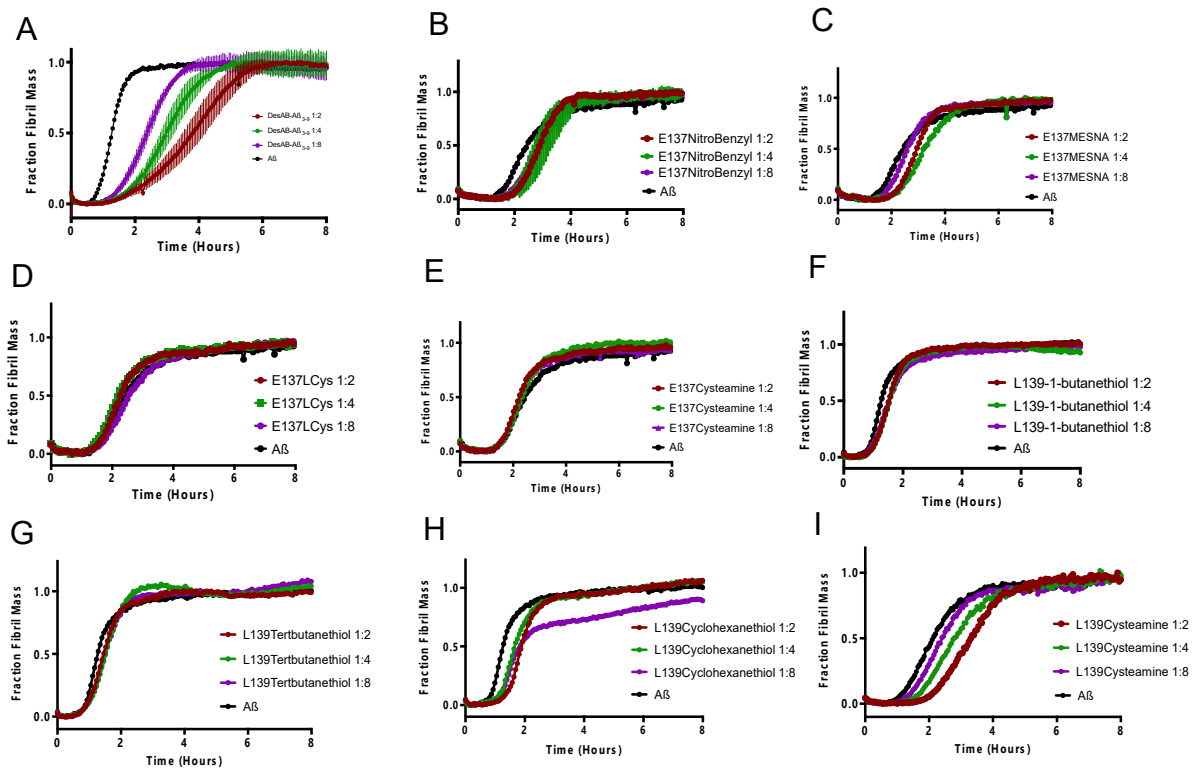 A
Fraction Fibril Mass
1.0
0.5
0.0
0 2 4 6 8
Time (Hours)
DesAB-Aβ3-9 1:2
DesAB-Aβ3-9 1:4
DesAB-Aβ3-9 1:8
Aβ
B
Fraction Fibril Mass
1.0
0.5
0.0
0 2 4 6 8
Time (Hours)
E137NitroBenzyl 1:2
E137NitroBenzyl 1:4
E137NitroBenzyl 1:8
Aß
C
Fraction Fibril Mass
1.0
0.5
0.0
0 2 4 6 8
Time (Hours)
E137MESNA 1:2
E137MESNA 1:4
E137MESNA 1:8
Aß
D
Fraction Fibril Mass
1.0
0.5
0.0
0 2 4 6 8
Time (Hours)
E137LCys 1:2
E137LCys 1:4
E137LCys 1:8
Aß
E
Fraction Fibril Mass
1.0
0.5
0.0
0 2 4 6 8
Time (Hours)
E137Cysteamine 1:2
E137Cysteamine 1:4
E137Cysteamine 1:8
Aß
F
Fraction Fibril Mass
1.0
0.5
0.0
0 2 4 6 8
Time (Hours)
L139-1-butanethiol 1:2
L139-1-butanethiol 1:4
L139-1-butanethiol 1:8
Aß
G
Fraction Fibril Mass
1.0
0.5
0.0
0 2 4 6 8
Time (Hours)
L139Tertbutanethiol 1:2
L139Tertbutanethiol 1:4
L139Tertbutanethiol 1:8
Aß
H
Fraction Fibril Mass
1.0
0.5
0.0
0 2 4 6 8
Time (Hours)
L139Cyclohexanethiol 1:2
L139Cyclohexanethiol 1:4
L139Cyclohexanethiol 1:8
Aß
I
Fraction Fibril Mass
1.0
0.5
0.0
0 2 4 6 8
Time (Hours)
L139Cysteamine 1:2
L139Cysteamine 1:4
L139Cysteamine 1:8
Aß